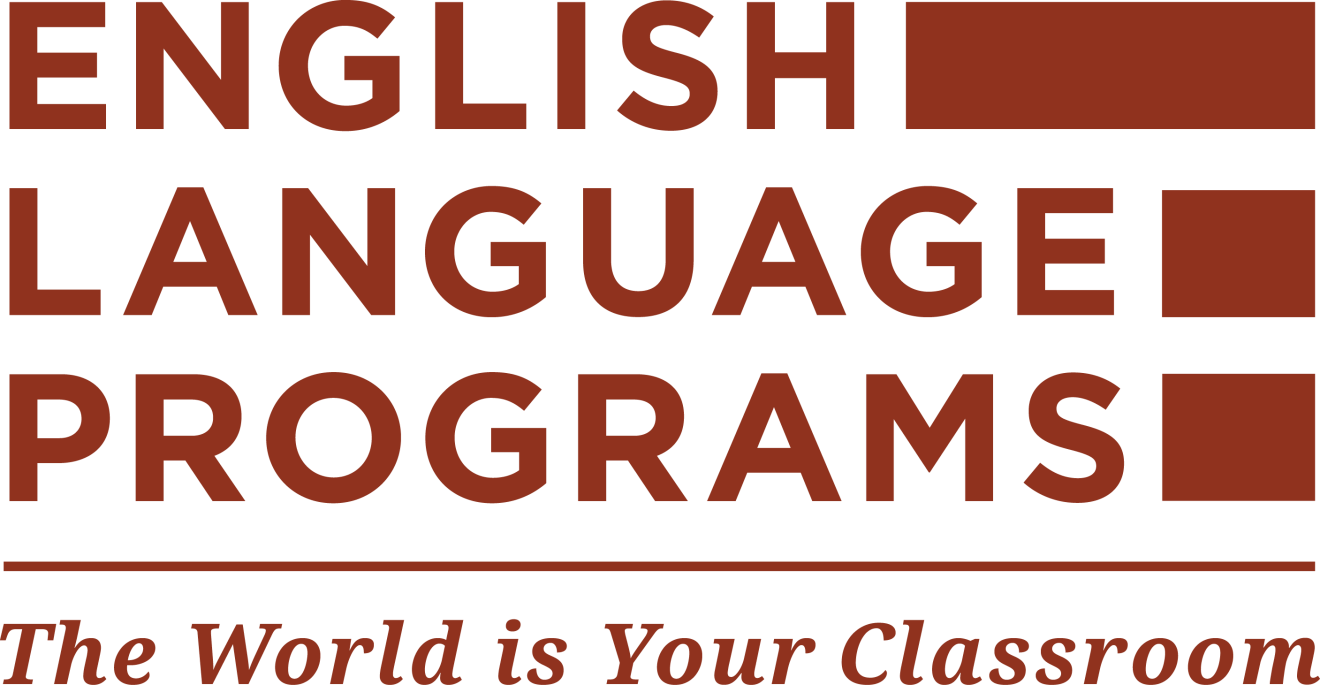 ENGLISH
LANGUAGE
PROGRAMS
The World is Your Classroom